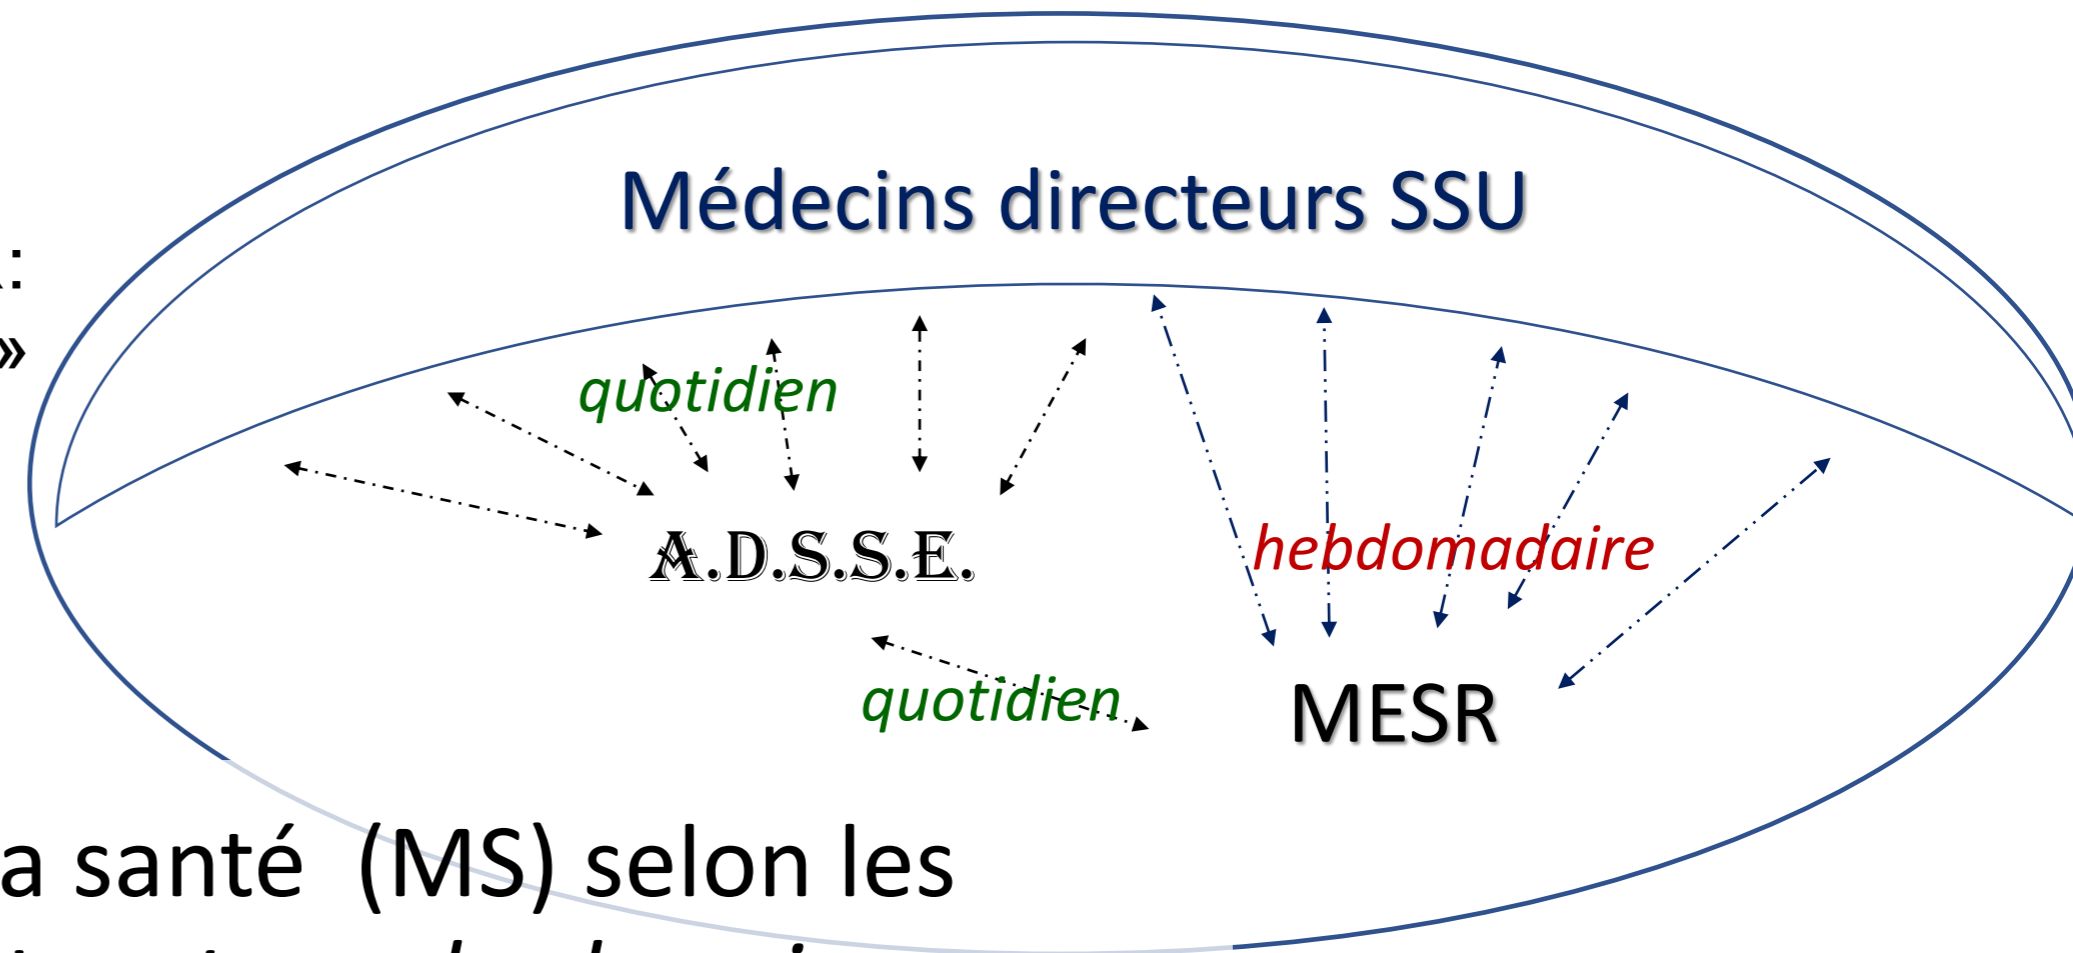 Médecins directeurs SSU
:
»
quotidien
A.D.S.S.E.
hebdomadaire
quotidien
MESR
a santé (MS) selon les